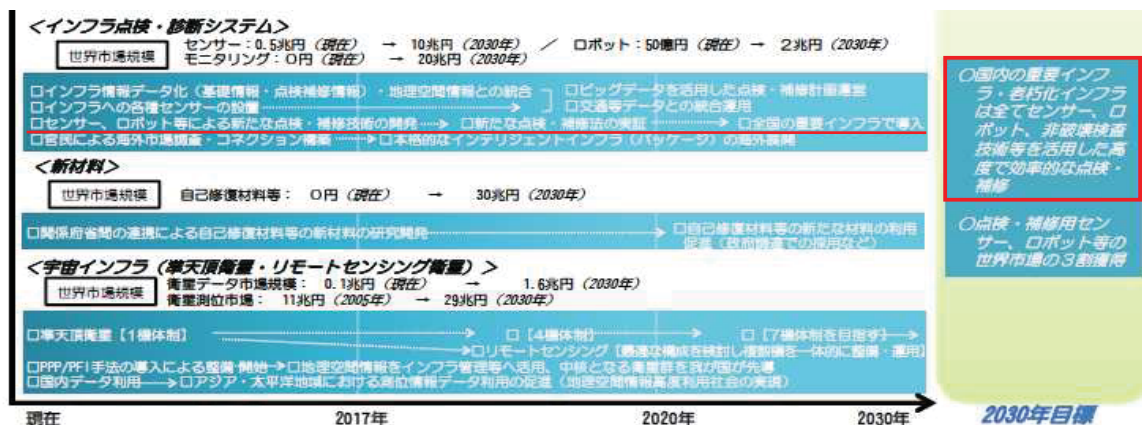 ＜インフラ点検・診断システム＞
世界市場規模
センサー：0.5兆円（現在） → 10兆円（2030年） ／ ロボット：50億円（現在） → 2兆円（2030年）
モニタリング：0円（現在） → 20兆円（2030年）
□インフラ情報データ化（基礎情報・点検補修情報）・地理空間情報との統合
□ビッグデータを活用した点検・補修計画運営
□インフラへの各種センサーの設置
□交通等データとの統合運用
□センサー、ロボット等による新たな点検・補修技術の開発 → □新たな点検・補修法の実証 → □全国の重要インフラで導入
□官民による海外市場調査・コネクション構築 → □本格的なインテリジェントインフラ（パッケージ）の海外展開
＜新材料＞
世界市場規模
自己修復材料等： 0円（現在） → 30兆円（2030年）
□関係府省間の連携による自己修復材料等の新材料の研究開発
□自己修復材料等の新たな材料の利用
促進（政府調達での採用など）
＜宇宙インフラ（準天頂衛星・リモートセンシング衛星）＞
世界市場規模
衛星データ市場規模： 0.1兆円（現在） → 1.6兆円（2030年）
衛星測位市場： 11兆円（2005年） → 29兆円（2030年）
□準天頂衛星【1機体制】 → □【4機体制】 → □【7機体制を目指す】
□リモートセンシング【最適な構成を検討し複数機を一体的に整備・運用】
□PPP/PFI手法の導入による整備 開始→□地理空間情報をインフラ管理等へ活用、中核となる衛星群を我が国が先導
□国内データ利用→□アジア・太平洋地域における測位情報データ利用の促進（地理空間情報高度利用社会の実現）
現在 2017年 2020年 2030年
○国内の重要インフ
ラ・老朽化インフラ
は全てセンサー、ロ
ボット、非破壊検査
技術等を活用した高
度で効率的な点検・
補修
○点検・補修用セン
サー、ロボット等の
世界市場の３割獲得
2030年目標